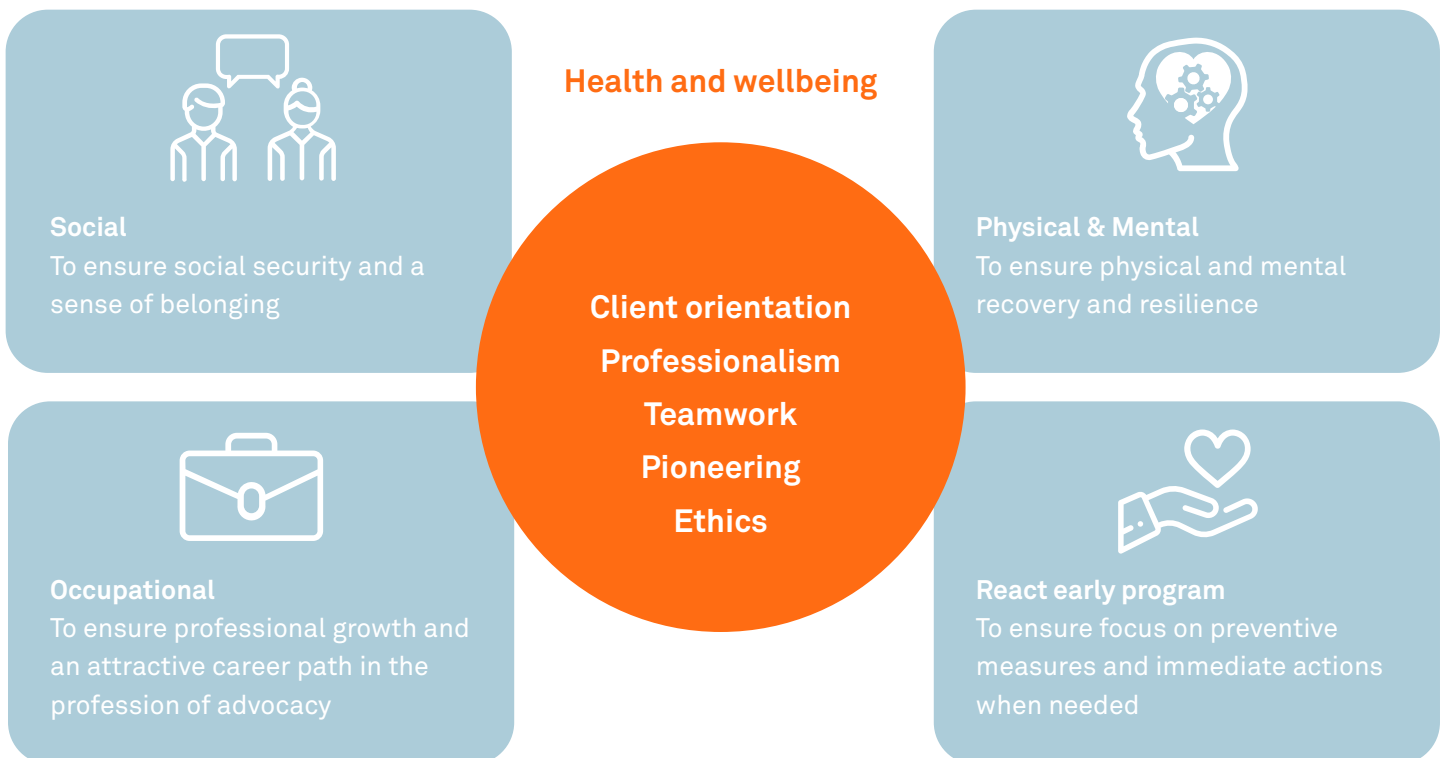 Health and wellbeing
Social
To ensure social security and a
sense of belonging
Physical & Mental
To ensure physical and mental
recovery and resilience
Client orientation
Professionalism
Teamwork
Pioneering
Ethics
Occupational
To ensure professional growth and
an attractive career path in the
profession of advocacy
React early program
To ensure focus on preventive
measures and immediate actions
when needed